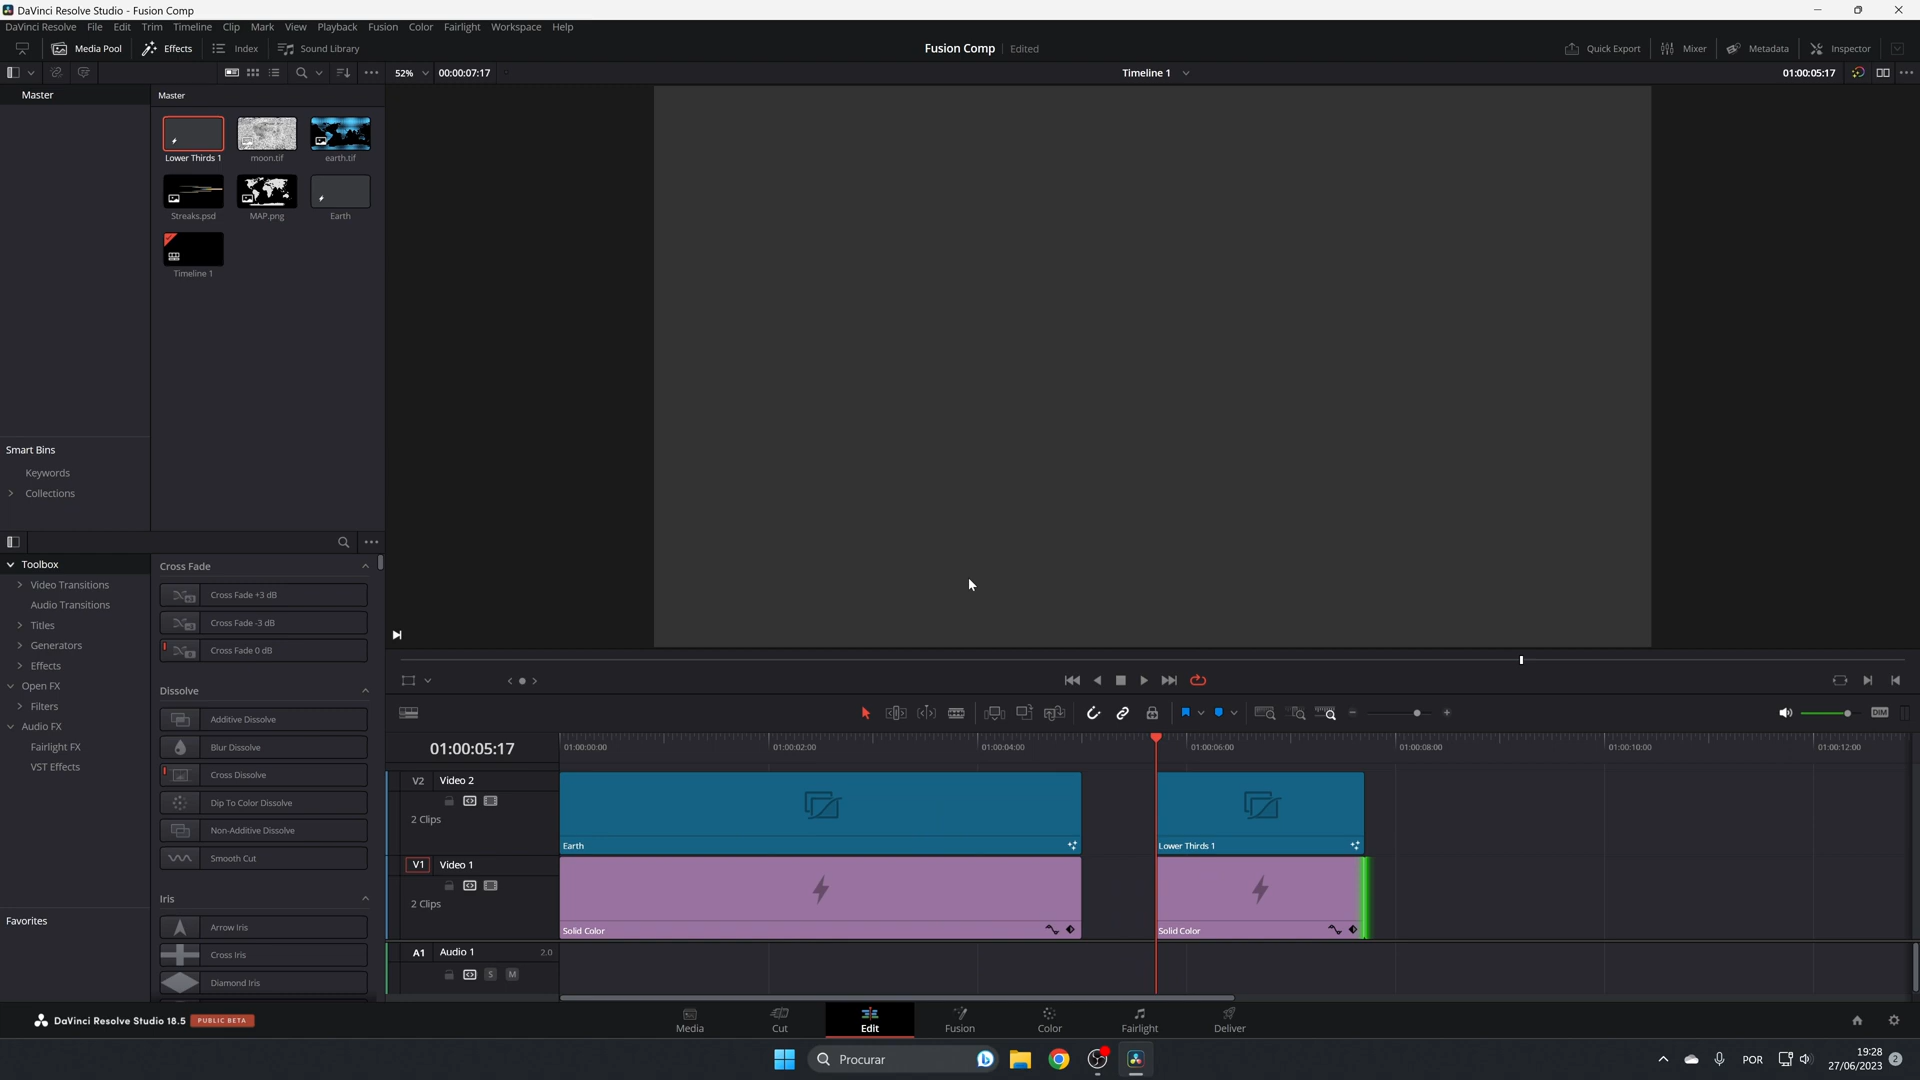 DaVinci Resolve Studio - Fusion Comp
DaVinci Resolve File Edit Trim Timeline Clip Mark View Playback Fusion Color Fairlight Workspace Help
Media Pool Effects Index Sound Library Fusion Comp Edited Quick Export Mixer Metadata Inspector
52% 00:00:07:17 Timeline 1 01:00:05:17
Master
Master
Lower Thirds 1 moon.tif earth.tif
Streaks.psd MAP.png Earth
Timeline 1
Smart Bins
Keywords
Collections
Toolbox
Video Transitions
Audio Transitions
Titles
Generators
Effects
Open FX
Filters
Audio FX
Fairlight FX
VST Effects
Favorites
Cross Fade
Cross Fade +3 dB
Cross Fade -3 dB
Cross Fade 0 dB
Dissolve
Additive Dissolve
Blur Dissolve
Cross Dissolve
Dip To Color Dissolve
Non-Additive Dissolve
Smooth Cut
Iris
Arrow Iris
Cross Iris
Diamond Iris
DIM
01:00:05:17 01:00:00:00 01:00:02:00 01:00:04:00 01:00:06:00 01:00:08:00 01:00:10:00 01:00:12:00
V2 Video 2
2 Clips
Earth Lower Thirds 1
V1 Video 1
2 Clips
Solid Color Solid Color
A1 Audio 1 2.0
S M
DaVinci Resolve Studio 18.5 PUBLIC BETA
Media Cut Edit Fusion Color Fairlight Deliver
Procurar POR 19:28
27/06/2023 2